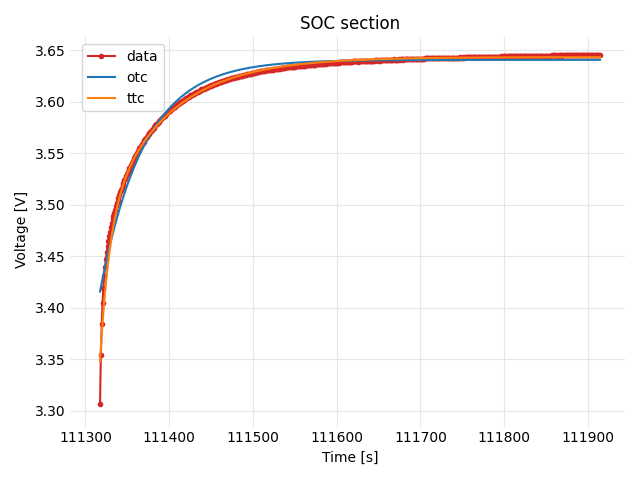 SOC section
data
otc
ttc
Voltage [V]
3.65
3.60
3.55
3.50
3.45
3.40
3.35
3.30
111300 111400 111500 111600 111700 111800 111900
Time [s]